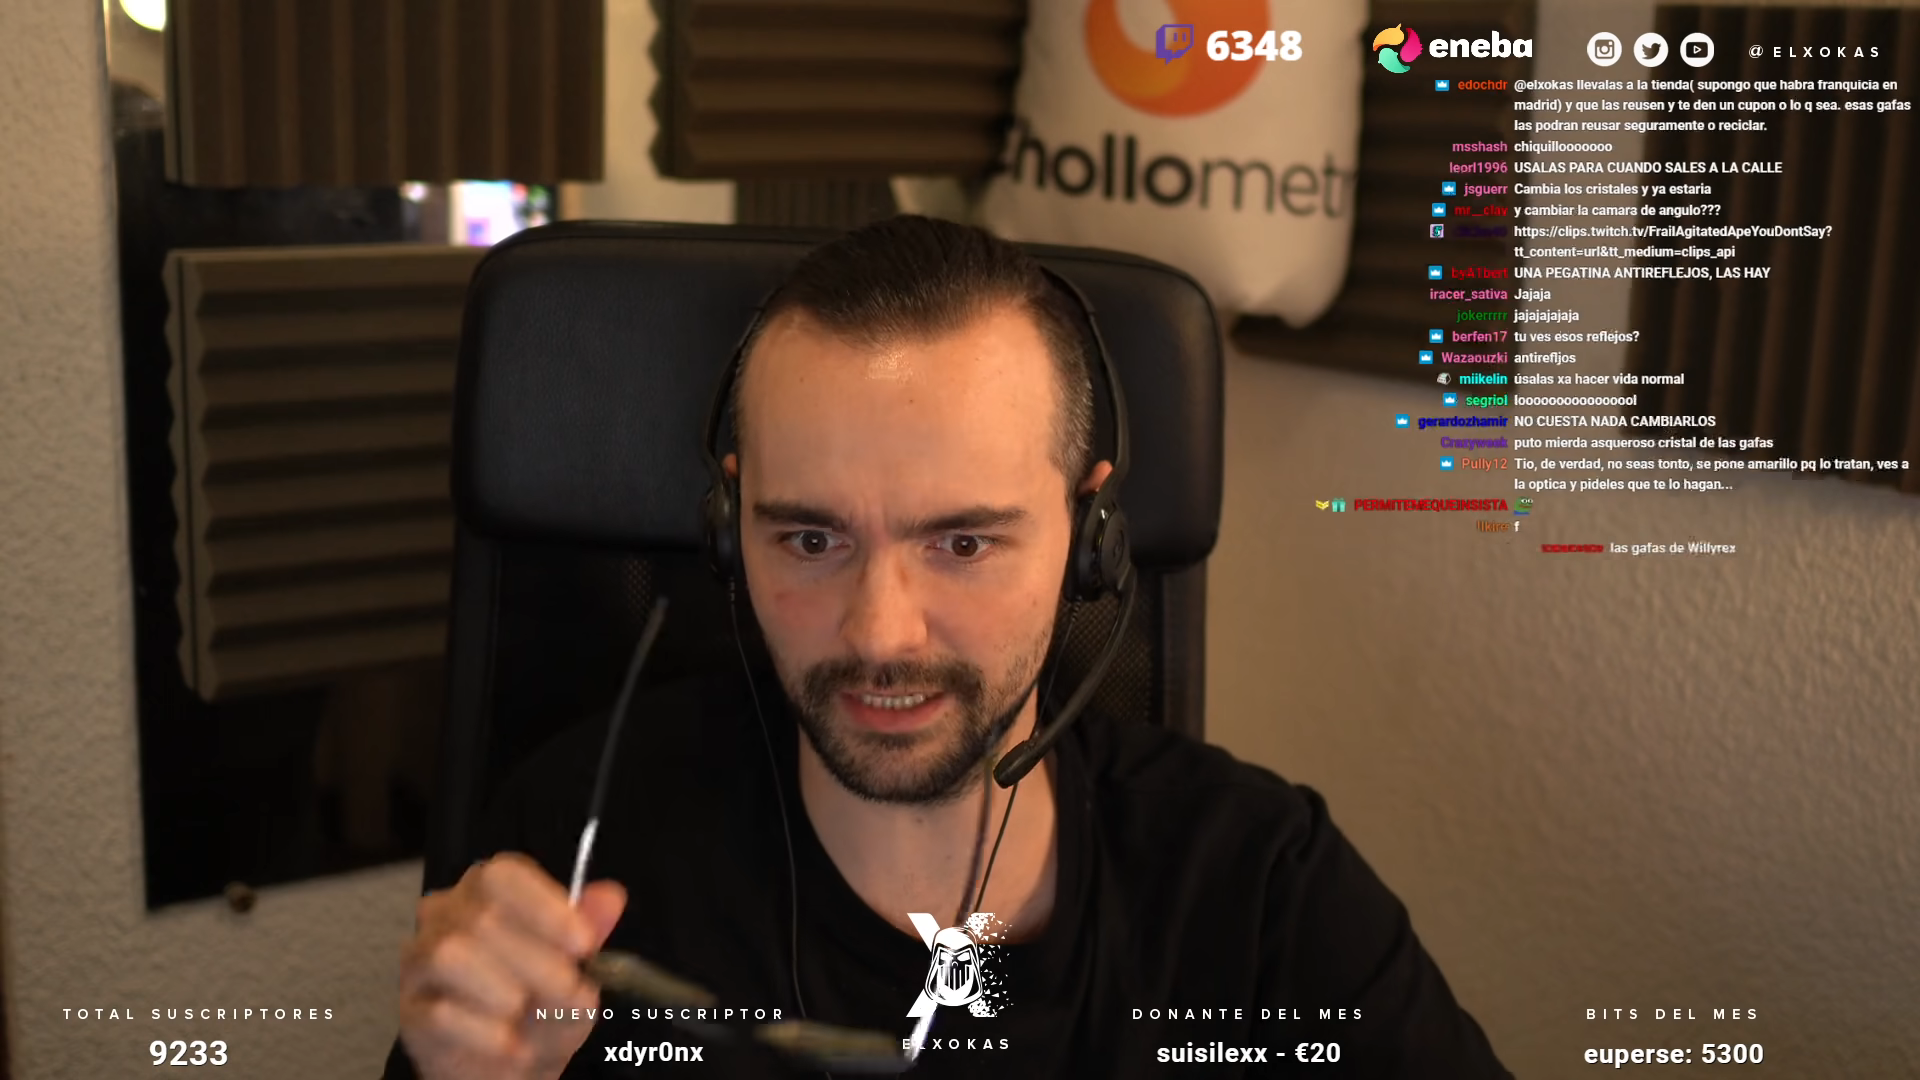 6348
eneba
@ELXOKAS
hollomet
edochdr @elxokas llevalas a la tienda( supongo que habra franquicia en
madrid) y que las reusen y te den un cupon o lo q sea. esas gafas
las podran reusar seguramente o reciclar.
msshash chiquillooooooo
leorl1996 USALAS PARA CUANDO SALES A LA CALLE
jsguerr Cambia los cristales y ya estaria
mr__clay y cambiar la camara de angulo???
https://clips.twitch.tv/FrailAgitatedApeYouDontSay?
tt_content=url&tt_medium=clips_api
byA1bert UNA PEGATINA ANTIREFLEJOS, LAS HAY
iracer_sativa Jajaja
jokerrrrr jajajajajaja
berfen17 tu ves esos reflejos?
Wazaouzki antirefljos
miikelin úsalas xa hacer vida normal
segriol looooooooooooool
gerardozhamir NO CUESTA NADA CAMBIARLOS
Crazyweak puto mierda asqueroso cristal de las gafas
Pully12 Tio, de verdad, no seas tonto, se pone amarillo pq lo tratan, ves a
la optica y pideles que te lo hagan...
PERMITEMEQUEINSISTA
f
las gafas de Willyrex
TOTAL SUSCRIPTORES
9233
NUEVO SUSCRIPTOR
xdyr0nx
ELXOKAS
DONANTE DEL MES
suisilexx - €20
BITS DEL MES
euperse: 5300